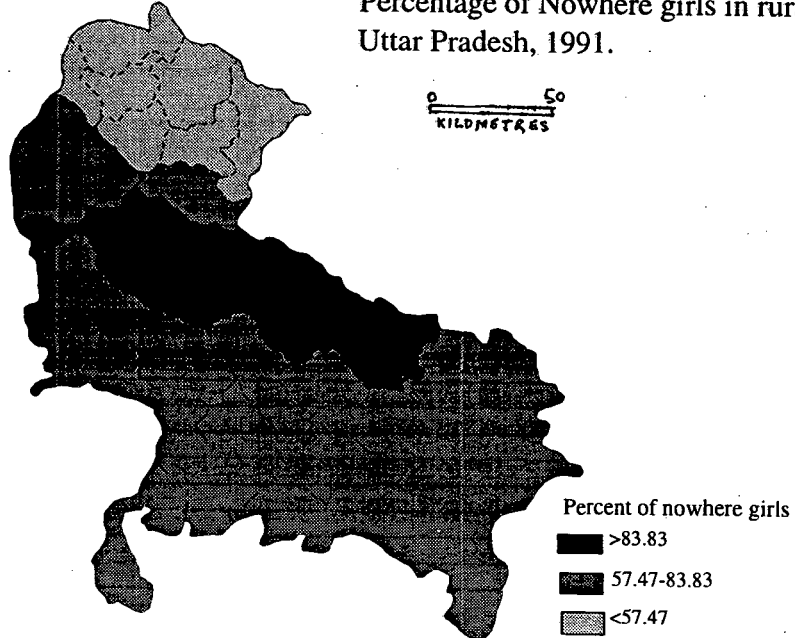 Percentage of Nowhere girls in rur
Uttar Pradesh, 1991.
0 50
KILOMETRES
Percent of nowhere girls
>83.83
57.47-83.83
<57.47